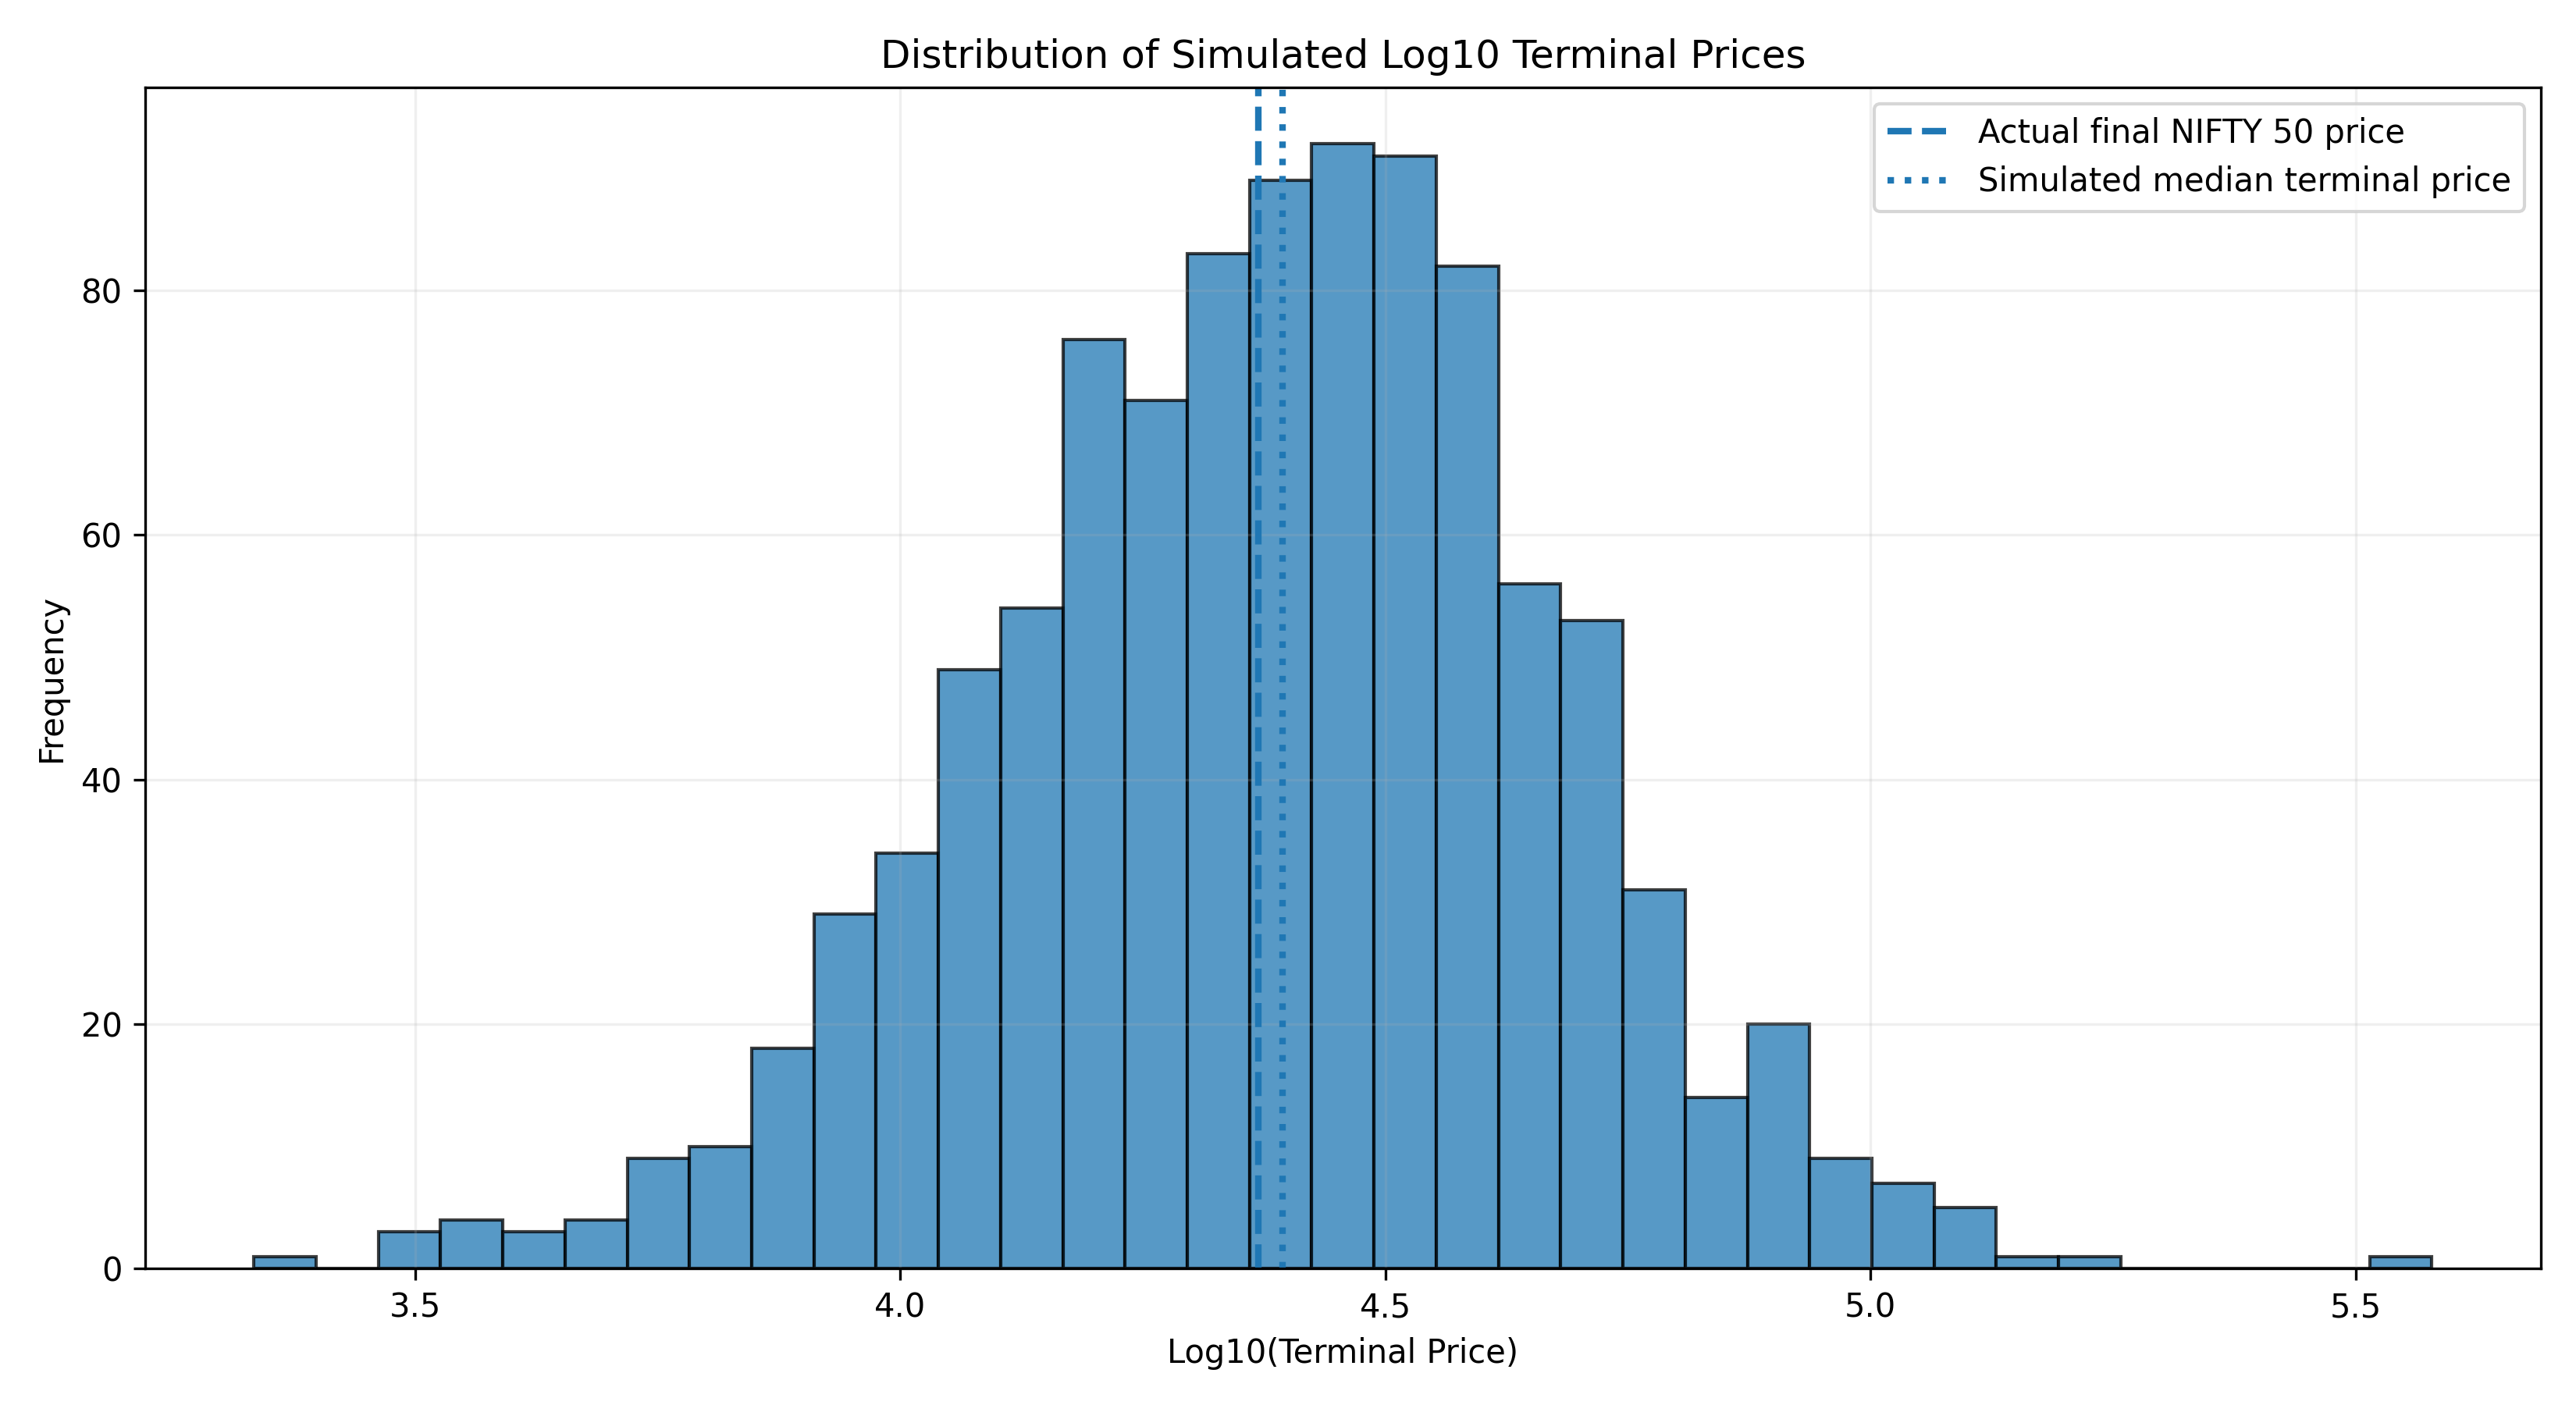 Distribution of Simulated Log10 Terminal Prices
Actual final NIFTY 50 price
Simulated median terminal price
80
60
40
20
0
Frequency
3.5 4.0 4.5 5.0 5.5
Log10(Terminal Price)